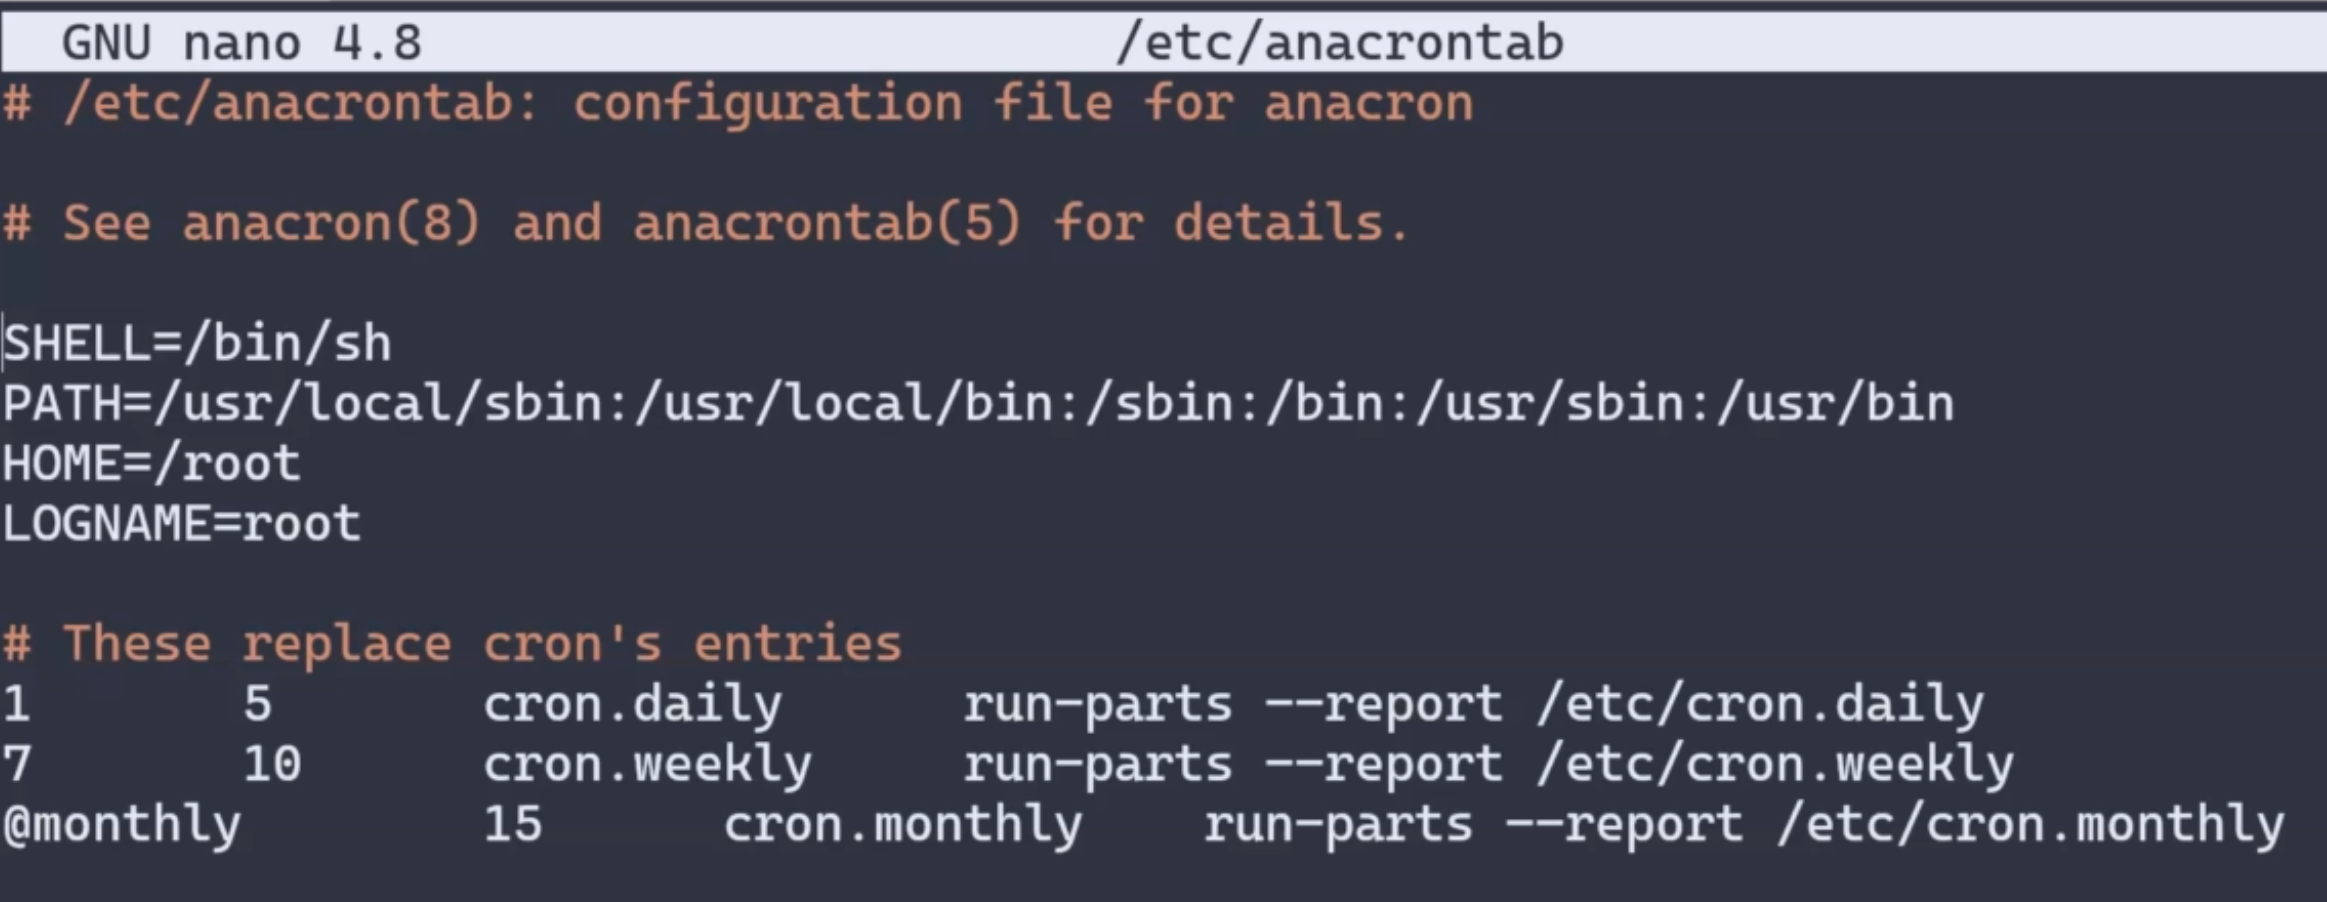 GNU nano 4.8 /etc/anacrontab
# /etc/anacrontab: configuration file for anacron
# See anacron(8) and anacrontab(5) for details.
SHELL=/bin/sh
PATH=/usr/local/sbin:/usr/local/bin:/sbin:/bin:/usr/sbin:/usr/bin
HOME=/root
LOGNAME=root
# These replace cron's entries
1 5 cron.daily run-parts --report /etc/cron.daily
7 10 cron.weekly run-parts --report /etc/cron.weekly
@monthly 15 cron.monthly run-parts --report /etc/cron.monthly